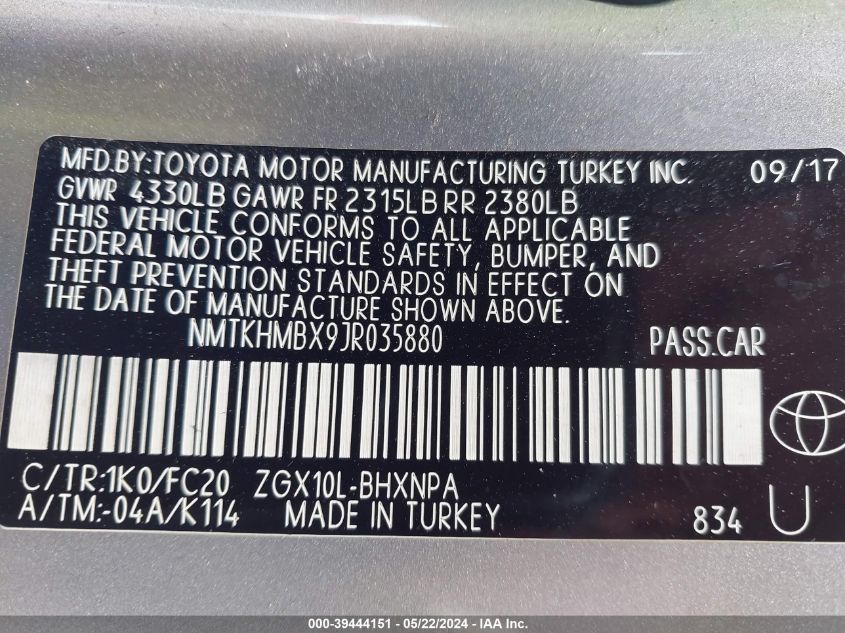 MFD.BY:TOYOTA MOTOR MANUFACTURING TURKEY INC. 09/17
GVWR 4330LB GAWR FR 2315LB RR 2380LB
THIS VEHICLE CONFORMS TO ALL APPLICABLE
FEDERAL MOTOR VEHICLE SAFETY, BUMPER, AND
THEFT PREVENTION STANDARDS IN EFFECT ON
THE DATE OF MANUFACTURE SHOWN ABOVE.
NMTKHMBX9JR035880 PASS.CAR
C/TR:1K0/FC20 ZGX10L-BHXNPA
A/TM:-04A/K114 MADE IN TURKEY 834 U
000-39444151 - 05/22/2024 - IAA Inc.